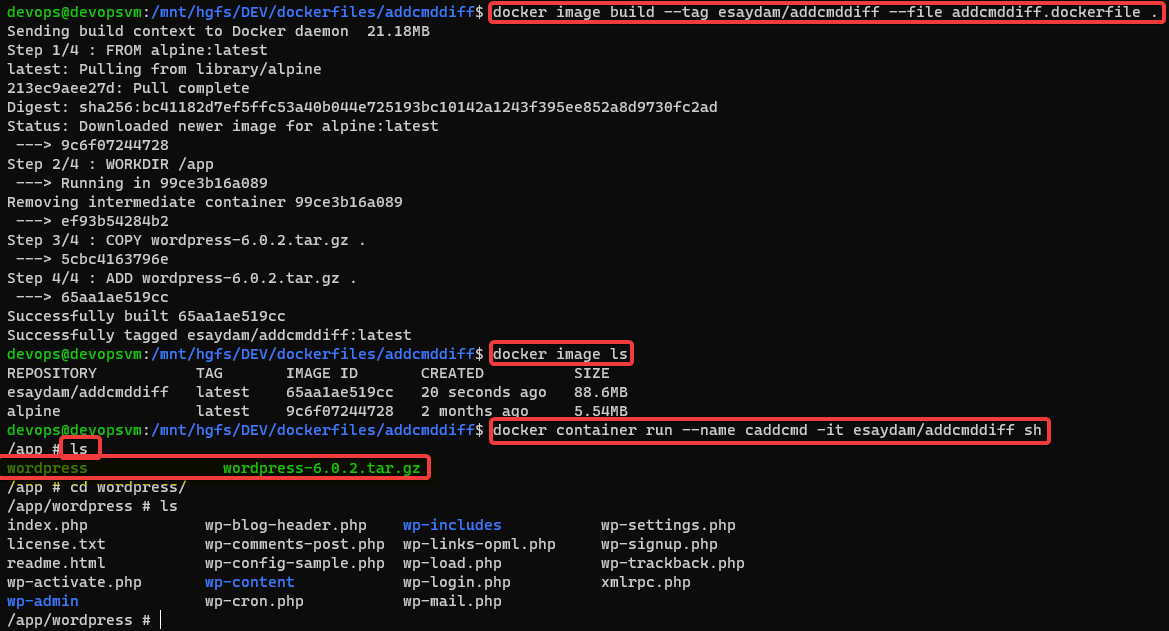 devops@devopsvm:/mnt/hgfs/DEV/dockerfiles/addcmddiff$ docker image build --tag esaydam/addcmddiff --file addcmddiff.dockerfile .
Sending build context to Docker daemon  21.18MB
Step 1/4 : FROM alpine:latest
latest: Pulling from library/alpine
213ec9aee27d: Pull complete
Digest: sha256:bc41182d7ef5ffc53a40b044e725193bc10142a1243f395ee852a8d9730fc2ad
Status: Downloaded newer image for alpine:latest
 ---> 9c6f07244728
Step 2/4 : WORKDIR /app
 ---> Running in 99ce3b16a089
Removing intermediate container 99ce3b16a089
 ---> ef93b54284b2
Step 3/4 : COPY wordpress-6.0.2.tar.gz .
 ---> 5cbc4163796e
Step 4/4 : ADD wordpress-6.0.2.tar.gz .
 ---> 65aa1ae519cc
Successfully built 65aa1ae519cc
Successfully tagged esaydam/addcmddiff:latest
devops@devopsvm:/mnt/hgfs/DEV/dockerfiles/addcmddiff$ docker image ls
REPOSITORY           TAG       IMAGE ID       CREATED          SIZE
esaydam/addcmddiff   latest    65aa1ae519cc   20 seconds ago   88.6MB
alpine               latest    9c6f07244728   2 months ago     5.54MB
devops@devopsvm:/mnt/hgfs/DEV/dockerfiles/addcmddiff$ docker container run --name caddcmd -it esaydam/addcmddiff sh
/app # ls
wordpress               wordpress-6.0.2.tar.gz
/app # cd wordpress/
/app/wordpress # ls
index.php             wp-blog-header.php    wp-includes           wp-settings.php
license.txt           wp-comments-post.php  wp-links-opml.php     wp-signup.php
readme.html           wp-config-sample.php  wp-load.php           wp-trackback.php
wp-activate.php       wp-content            wp-login.php          xmlrpc.php
wp-admin              wp-cron.php           wp-mail.php
/app/wordpress #